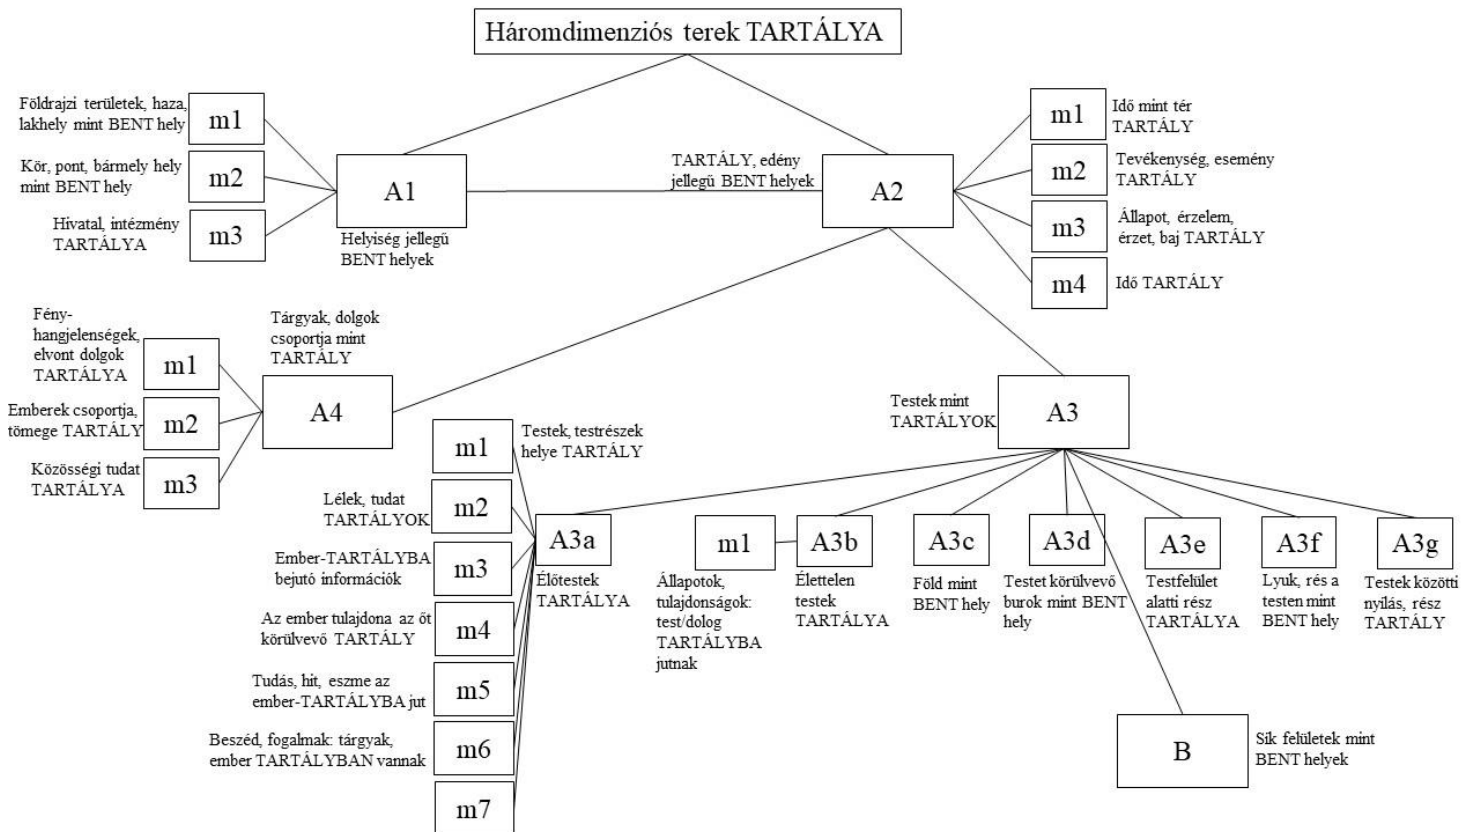 Háromdimenziós terek TARTÁLYA
Földrajzi területek, haza,
lakhely mint BENT hely
m1
Kör, pont, bármely hely
mint BENT hely
m2
Hivatal, intézmény
TARTÁLYA
m3
A1
Helyiség jellegű
BENT helyek
TARTÁLY, edény
jellegű BENT helyek
A2
m1
Idő mint tér
TARTÁLY
m2
Tevékenység, esemény
TARTÁLY
m3
Állapot, érzelem,
érzet, baj TARTÁLY
m4
Idő TARTÁLY
Fény-
hangjelenségek,
elvont dolgok
TARTÁLYA
m1
Emberek csoportja,
tömege TARTÁLY
m2
Közösségi tudat
TARTÁLYA
m3
Tárgyak, dolgok
csoportja mint
TARTÁLY
A4
Testek mint
TARTÁLYOK
A3
m1
Testek, testrészek
helye TARTÁLY
Lélek, tudat
TARTÁLYOK
m2
Ember-TARTÁLYBA
bejutó információk
m3
Az ember tulajdona az őt
körülvevő TARTÁLY
m4
Tudás, hit, eszme az
ember-TARTÁLYBA jut
m5
Beszéd, fogalmak: tárgyak,
ember TARTÁLYBAN vannak
m6
m7
A3a
Élőtestek
TARTÁLYA
m1
Állapotok,
tulajdonságok:
test/dolog
TARTÁLYBA
jutnak
A3b
Élettelen
testek
TARTÁLYA
A3c
Föld mint
BENT hely
A3d
Testet körülvevő
burok mint BENT
hely
A3e
Testfelület
alatti rész
TARTÁLYA
A3f
Lyuk, rés a
testen mint
BENT hely
A3g
Testek közötti
nyílás, rész
TARTÁLY
B
Sík felületek mint
BENT helyek